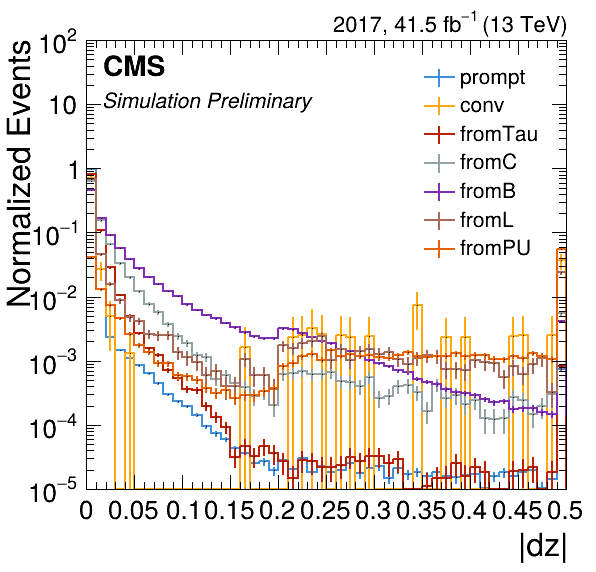 2017, 41.5 fb⁻¹ (13 TeV)
CMS
Simulation Preliminary
prompt
conv
fromTau
fromC
fromB
fromL
fromPU
Normalized Events
10²
10
1
10⁻¹
10⁻²
10⁻³
10⁻⁴
10⁻⁵
0 0.05 0.1 0.15 0.2 0.25 0.3 0.35 0.4 0.45 0.5
|dz|